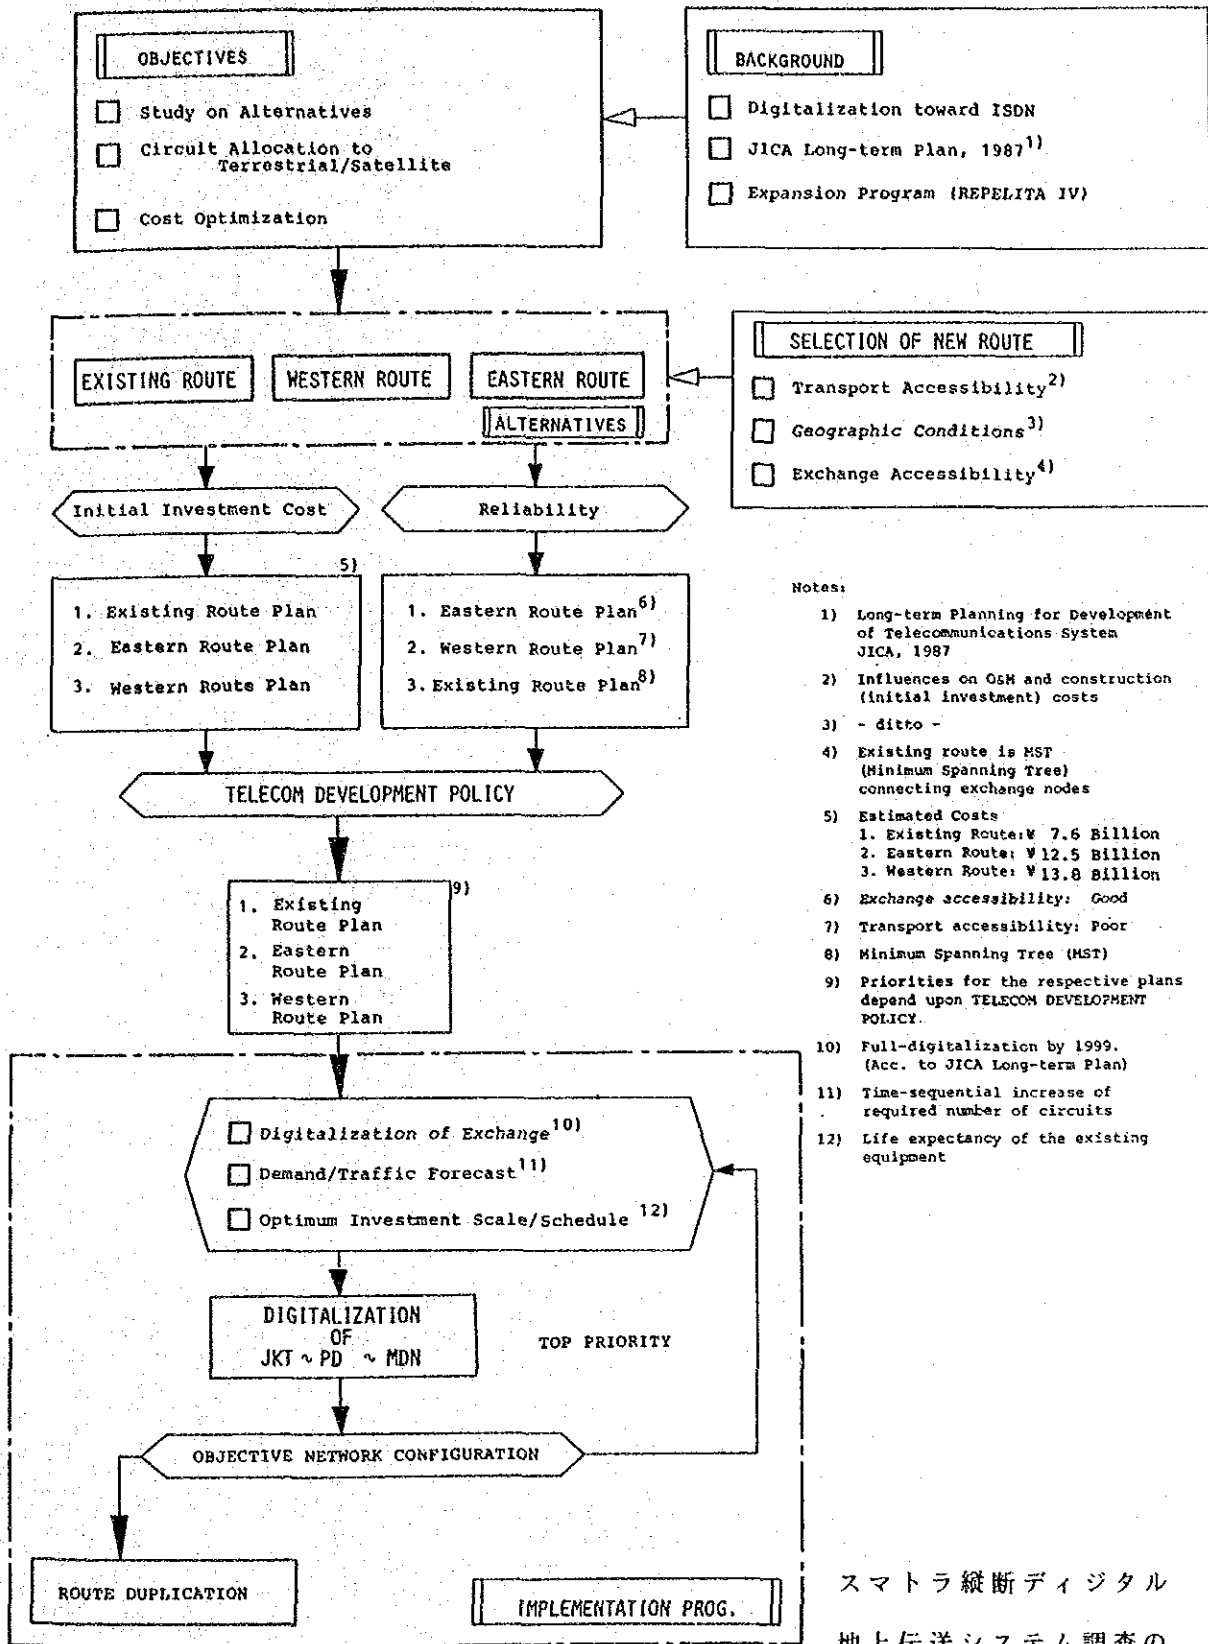 OBJECTIVES
Study on Alternatives
Circuit Allocation to
Terrestrial/Satellite
Cost Optimization
BACKGROUND
Digitalization toward ISDN
JICA Long-term Plan, 1987 1)
Expansion Program (REPELITA IV)
EXISTING ROUTE
WESTERN ROUTE
EASTERN ROUTE
ALTERNATIVES
SELECTION OF NEW ROUTE
Transport Accessibility 2)
Geographic Conditions 3)
Exchange Accessibility 4)
Initial Investment Cost
Reliability
5)
1. Existing Route Plan
2. Eastern Route Plan
3. Western Route Plan
1. Eastern Route Plan 6)
2. Western Route Plan 7)
3. Existing Route Plan 8)
TELECOM DEVELOPMENT POLICY
9)
1. Existing
Route Plan
2. Eastern
Route Plan
3. Western
Route Plan
Digitalization of Exchange 10)
Demand/Traffic Forecast 11)
Optimum Investment Scale/Schedule 12)
DIGITALIZATION
OF
JKT ~ PD ~ MDN
TOP PRIORITY
OBJECTIVE NETWORK CONFIGURATION
ROUTE DUPLICATION
IMPLEMENTATION PROG.
Notes:
1) Long-term Planning for Development
of Telecommunications System
JICA, 1987
2) Influences on O&M and construction
(initial investment) costs
3) - ditto -
4) Existing route is MST
(Minimum Spanning Tree)
connecting exchange nodes
5) Estimated Costs
1. Existing Route: ¥ 7.6 Billion
2. Eastern Route: ¥ 12.5 Billion
3. Western Route: ¥ 13.8 Billion
6) Exchange accessibility: Good
7) Transport accessibility: Poor
8) Minimum Spanning Tree (MST)
9) Priorities for the respective plans
depend upon TELECOM DEVELOPMENT
POLICY.
10) Full-digitalization by 1999.
(Acc. to JICA Long-term Plan)
11) Time-sequential increase of
required number of circuits
12) Life expectancy of the existing
equipment
スマトラ縦断ディジタル
地上伝送システム調査の